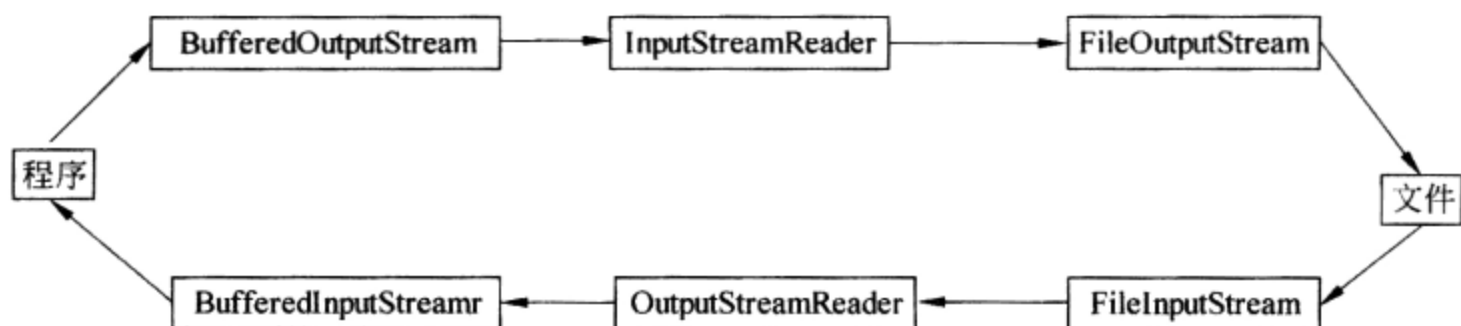 BufferedOutputStream
InputStreamReader
FileOutputStream
程序
文件
BufferedInputStreamr
OutputStreamReader
FileInputStream